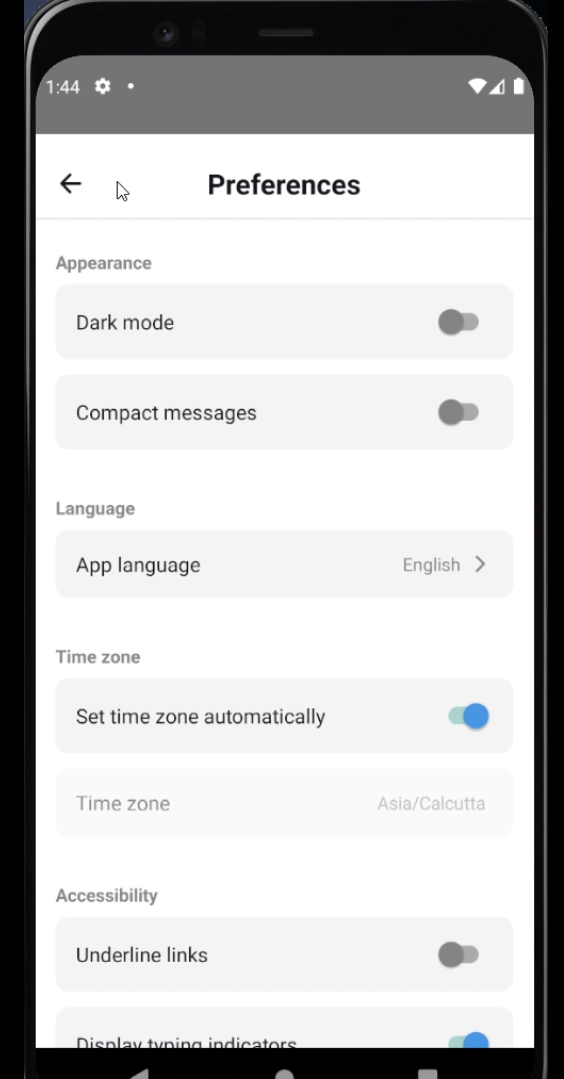 1:44
Preferences
Appearance
Dark mode
Compact messages
Language
App language English
Time zone
Set time zone automatically
Time zone Asia/Calcutta
Accessibility
Underline links
Display typing indicators